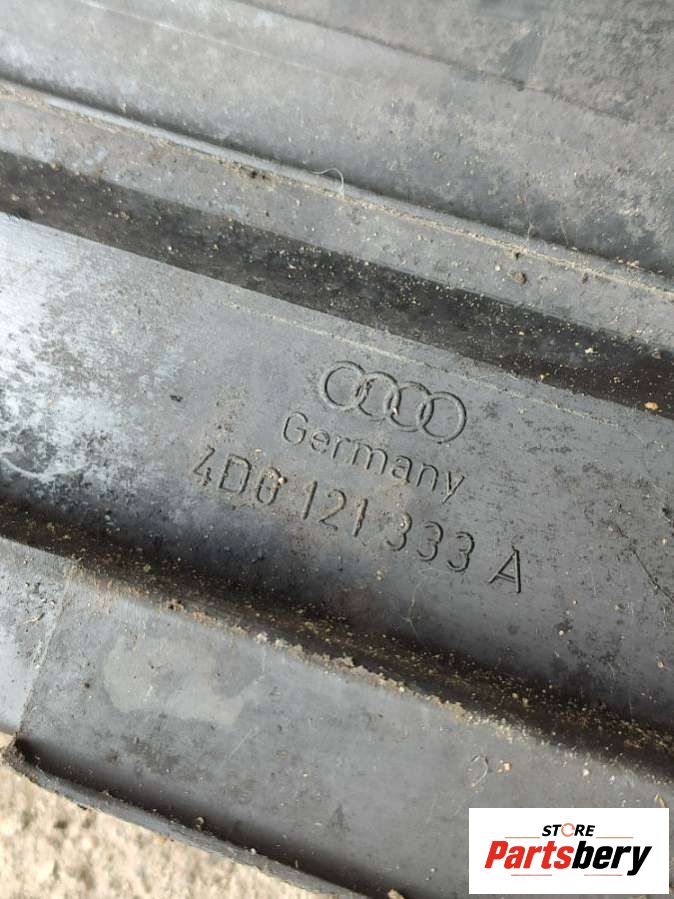 Germany
4D0 121 333 A
STORE
Partsbery